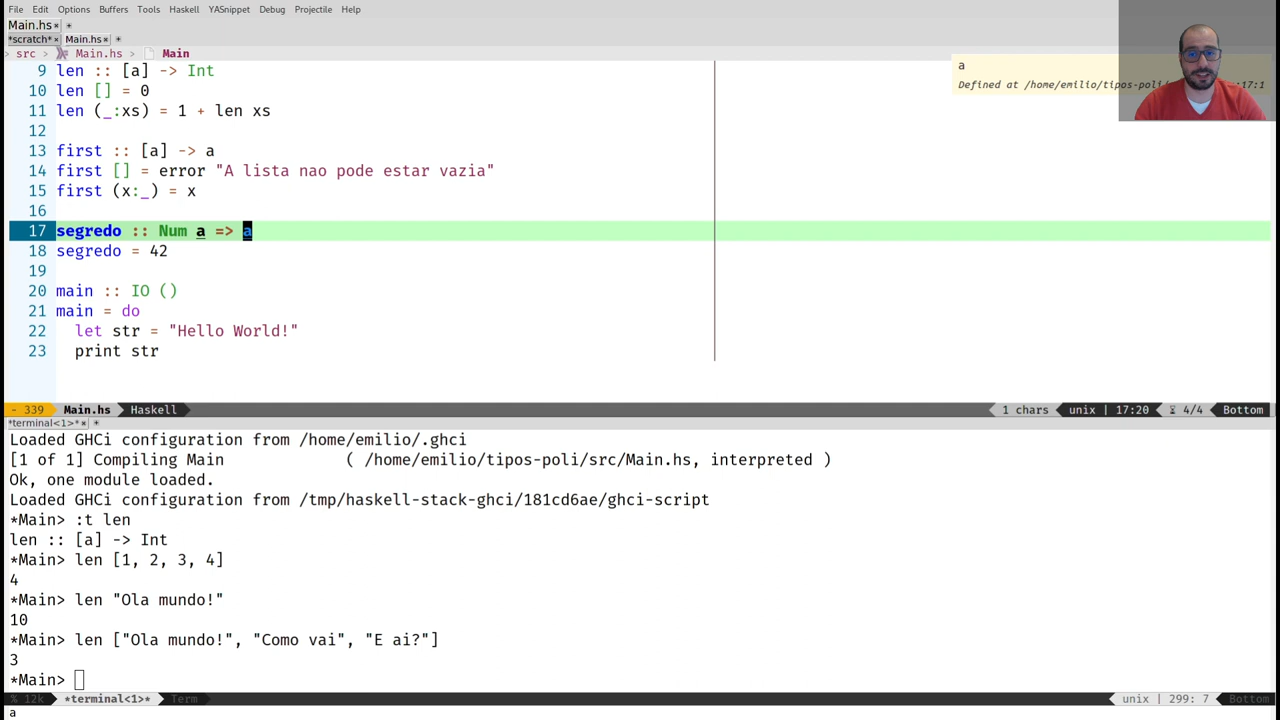 File Edit Options Buffers Tools Haskell YASnippet Debug Projectile Help
Main.hs × +
*scratch* × Main.hs × +
> src > Main.hs > Main
9 len :: [a] -> Int
10 len [] = 0
11 len (_:xs) = 1 + len xs
12
13 first :: [a] -> a
14 first [] = error "A lista nao pode estar vazia"
15 first (x:_) = x
16
17 segredo :: Num a => a
18 segredo = 42
19
20 main :: IO ()
21 main = do
22 let str = "Hello World!"
23 print str
a
Defined at /home/emilio/tipos-poli :17:1
- 339 Main.hs Haskell 1 chars unix | 17:20 4/4 Bottom
*terminal<1>* × +
Loaded GHCi configuration from /home/emilio/.ghci
[1 of 1] Compiling Main ( /home/emilio/tipos-poli/src/Main.hs, interpreted )
Ok, one module loaded.
Loaded GHCi configuration from /tmp/haskell-stack-ghci/181cd6ae/ghci-script
*Main> :t len
len :: [a] -> Int
*Main> len [1, 2, 3, 4]
4
*Main> len "Ola mundo!"
10
*Main> len ["Ola mundo!", "Como vai", "E ai?"]
3
*Main>
% 12k *terminal<1>* Term unix | 299: 7 Bottom
a